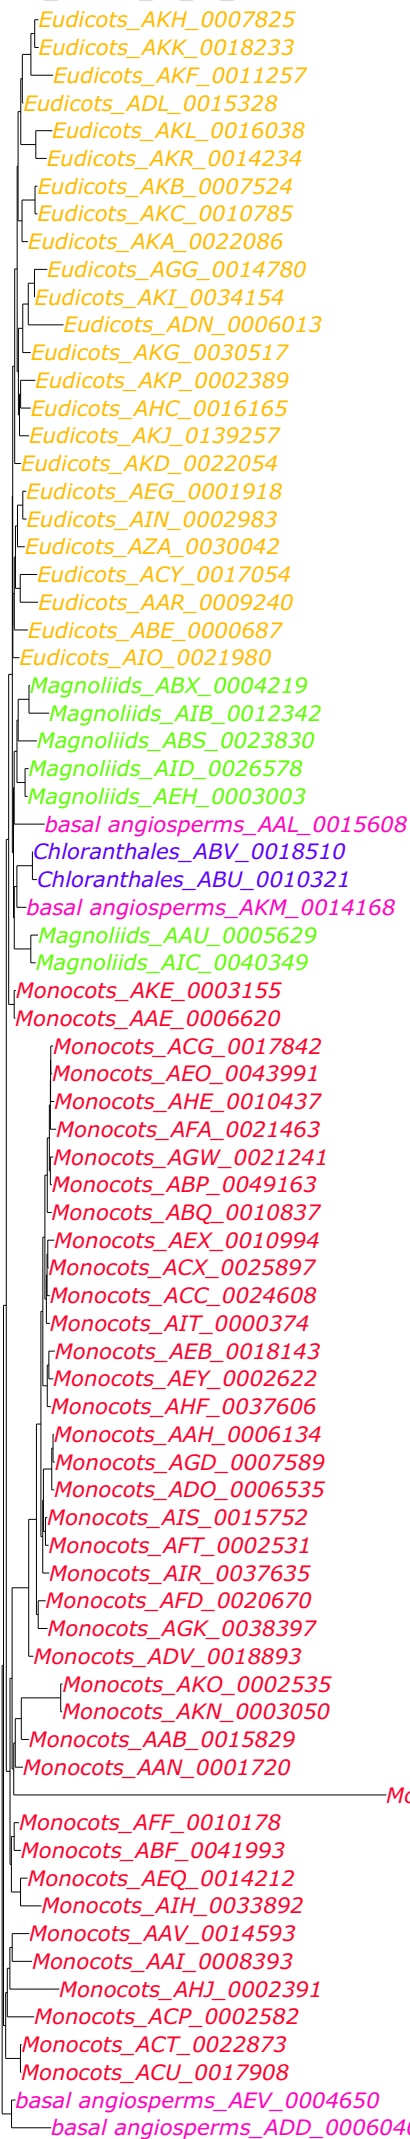 Eudicots_AKH_0007825
Eudicots_AKK_0018233
Eudicots_AKF_0011257
Eudicots_ADL_0015328
Eudicots_AKL_0016038
Eudicots_AKR_0014234
Eudicots_AKB_0007524
Eudicots_AKC_0010785
Eudicots_AKA_0022086
Eudicots_AGG_0014780
Eudicots_AKI_0034154
Eudicots_ADN_0006013
Eudicots_AKG_0030517
Eudicots_AKP_0002389
Eudicots_AHC_0016165
Eudicots_AKJ_0139257
Eudicots_AKD_0022054
Eudicots_AEG_0001918
Eudicots_AIN_0002983
Eudicots_AZA_0030042
Eudicots_ACY_0017054
Eudicots_AAR_0009240
Eudicots_ABE_0000687
Eudicots_AIO_0021980
Magnoliids_ABX_0004219
Magnoliids_AIB_0012342
Magnoliids_ABS_0023830
Magnoliids_AID_0026578
Magnoliids_AEH_0003003
basal angiosperms_AAL_0015608
Chloranthales_ABV_0018510
Chloranthales_ABU_0010321
basal angiosperms_AKM_0014168
Magnoliids_AAU_0005629
Magnoliids_AIC_0040349
Monocots_AKE_0003155
Monocots_AAE_0006620
Monocots_ACG_0017842
Monocots_AEO_0043991
Monocots_AHE_0010437
Monocots_AFA_0021463
Monocots_AGW_0021241
Monocots_ABP_0049163
Monocots_ABQ_0010837
Monocots_AEX_0010994
Monocots_ACX_0025897
Monocots_ACC_0024608
Monocots_AIT_0000374
Monocots_AEB_0018143
Monocots_AEY_0002622
Monocots_AHF_0037606
Monocots_AAH_0006134
Monocots_AGD_0007589
Monocots_ADO_0006535
Monocots_AIS_0015752
Monocots_AFT_0002531
Monocots_AIR_0037635
Monocots_AFD_0020670
Monocots_AGK_0038397
Monocots_ADV_0018893
Monocots_AKO_0002535
Monocots_AKN_0003050
Monocots_AAB_0015829
Monocots_AAN_0001720
Monocots_AFF_0010178
Monocots_ABF_0041993
Monocots_AEQ_0014212
Monocots_AIH_0033892
Monocots_AAV_0014593
Monocots_AAI_0008393
Monocots_AHJ_0002391
Monocots_ACP_0002582
Monocots_ACT_0022873
Monocots_ACU_0017908
basal angiosperms_AEV_0004650
basal angiosperms_ADD_000604